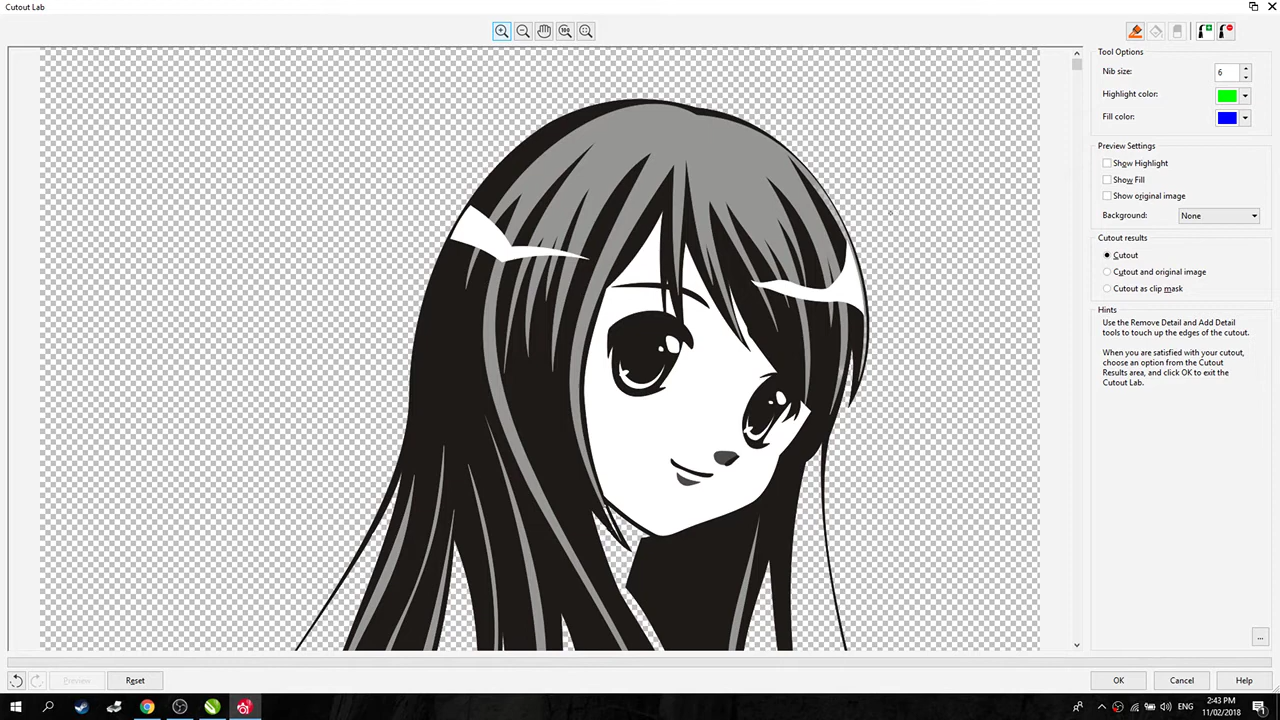 Cutout Lab
100
Tool Options
Nib size: 6
Highlight color:
Fill color:
Preview Settings
Show Highlight
Show Fill
Show original image
Background: None
Cutout results
Cutout
Cutout and original image
Cutout as clip mask
Hints
Use the Remove Detail and Add Detail
tools to touch up the edges of the cutout.
When you are satisfied with your cutout,
choose an option from the Cutout
Results area, and click OK to exit the
Cutout Lab.
...
Preview
Reset
OK
Cancel
Help
ENG
2:43 PM
11/02/2018